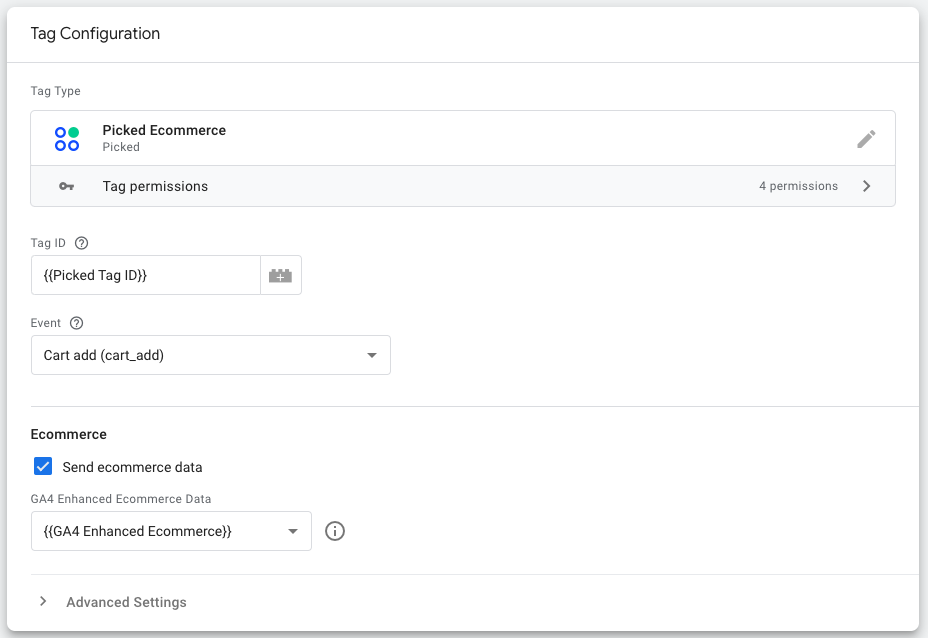 Tag Configuration
Tag Type
Picked Ecommerce
Picked
Tag permissions 4 permissions
Tag ID ?
{{Picked Tag ID}}
Event ?
Cart add (cart_add)
Ecommerce
Send ecommerce data
GA4 Enhanced Ecommerce Data
{{GA4 Enhanced Ecommerce}}
Advanced Settings